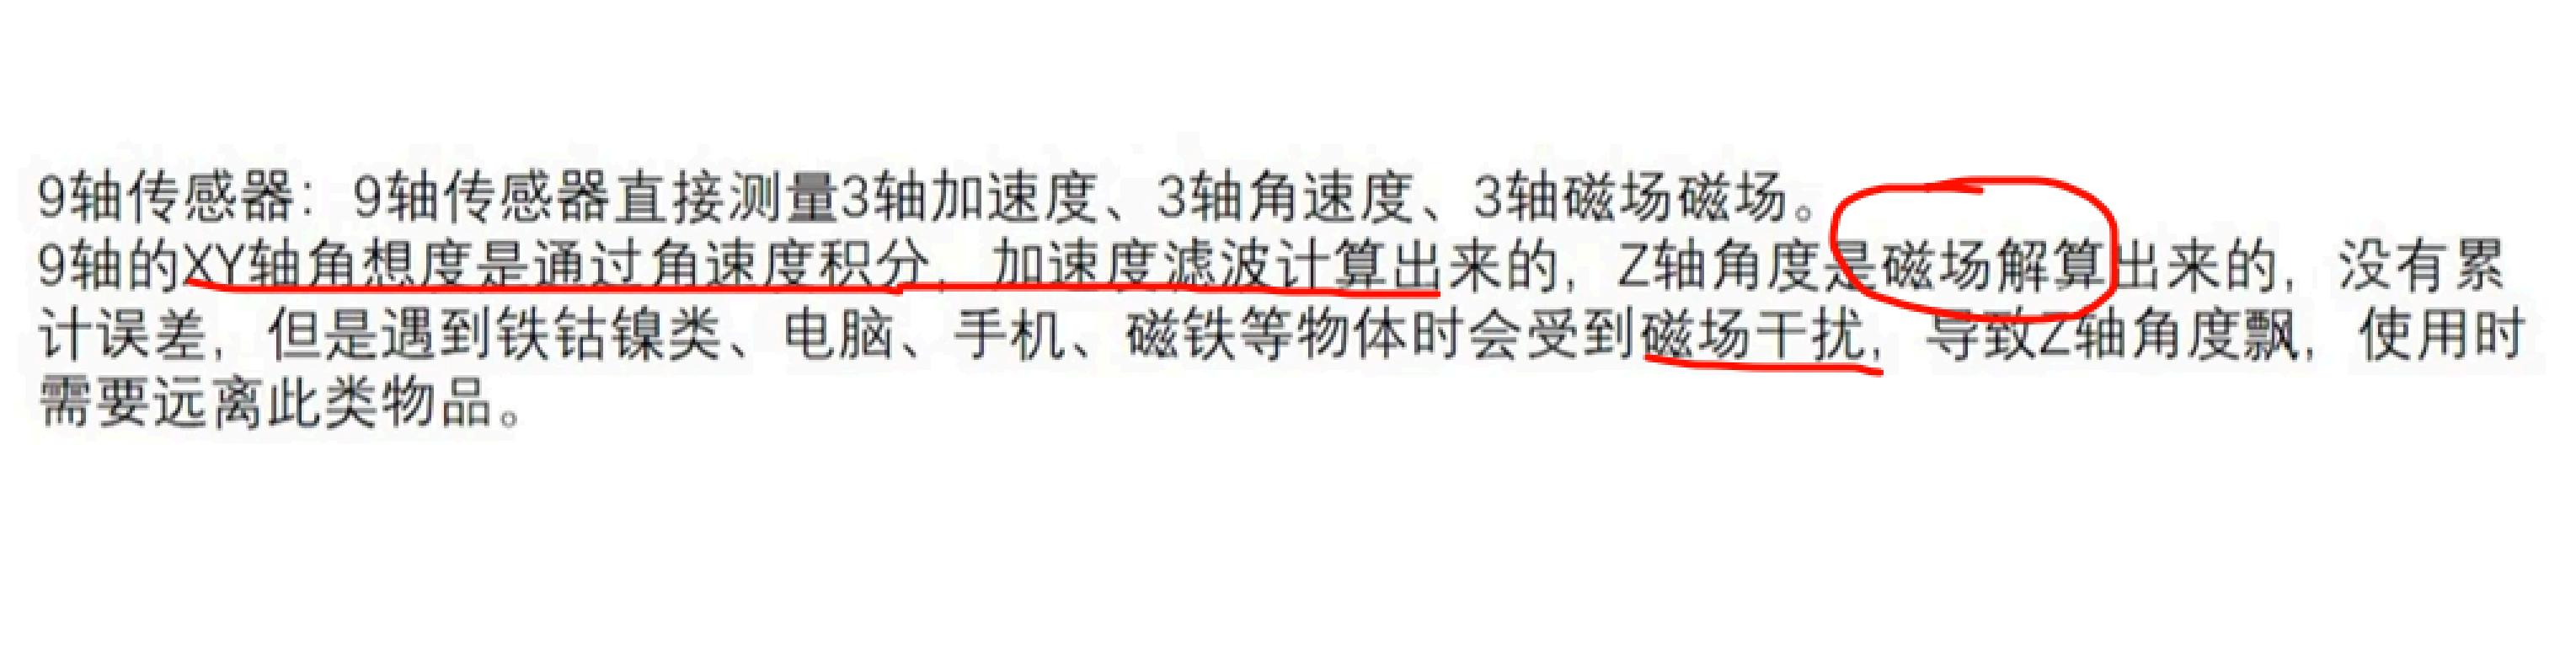 9轴传感器：9轴传感器直接测量3轴加速度、3轴角速度、3轴磁场磁场。
9轴的XY轴角想度是通过角速度积分，加速度滤波计算出来的，Z轴角度是磁场解算出来的，没有累
计误差，但是遇到铁钴镍类、电脑、手机、磁铁等物体时会受到磁场干扰，导致Z轴角度飘，使用时
需要远离此类物品。